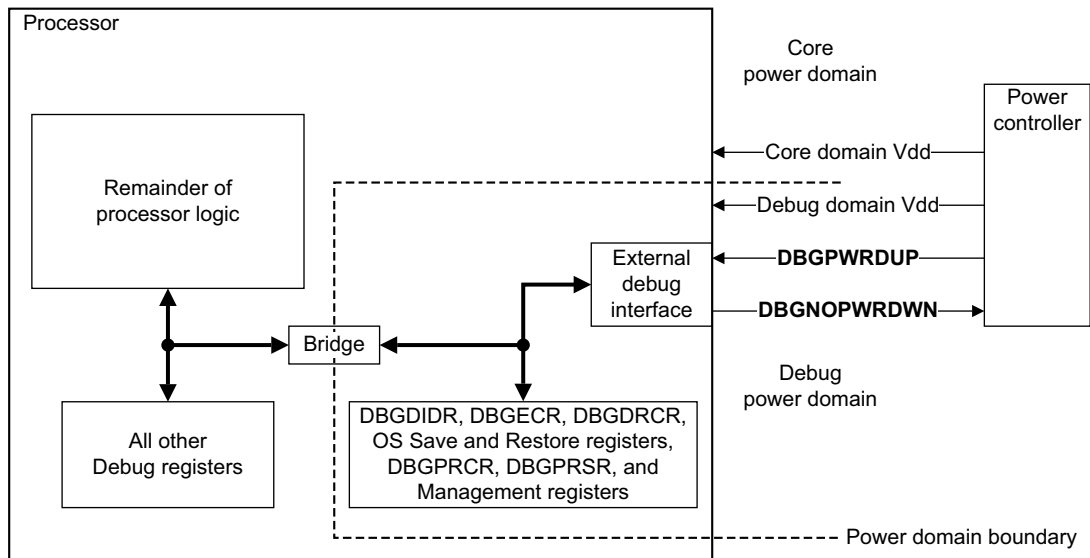 Processor
Core
power domain
Power
controller
Core domain Vdd
Remainder of
processor logic
Debug domain Vdd
External
debug
interface
DBGPWRDUP
DBGNOPWRDWN
Bridge
Debug
power domain
All other
Debug registers
DBGDIDR, DBGECR, DBGDRCR,
OS Save and Restore registers,
DBGPRCR, DBGPRSR, and
Management registers
Power domain boundary